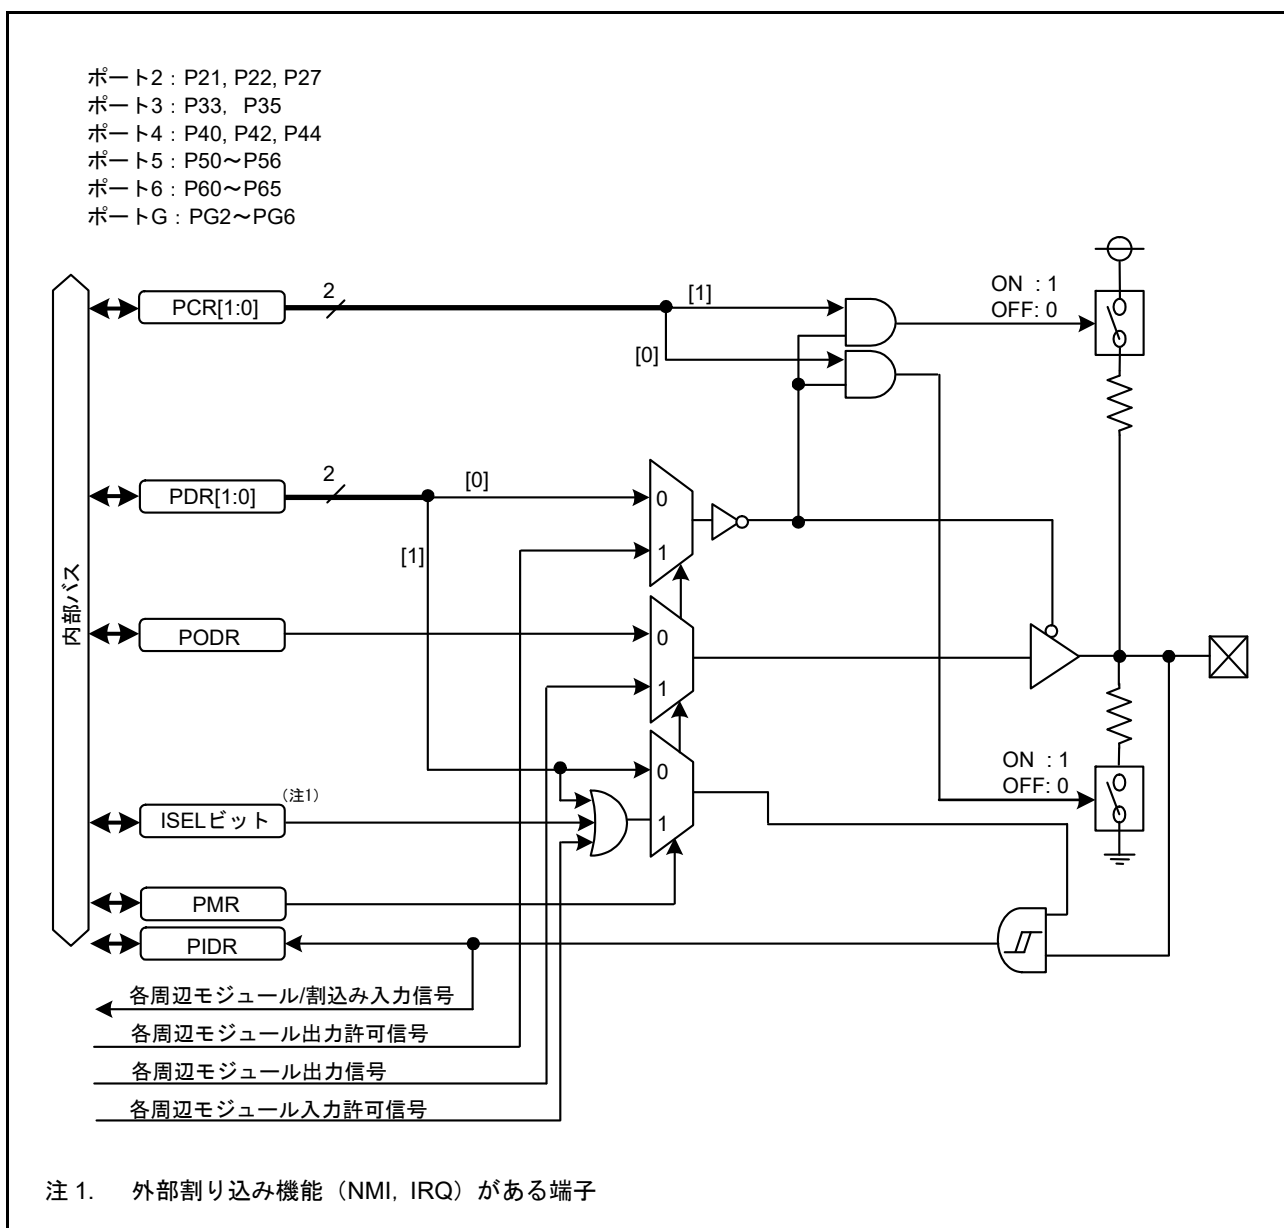 ポート2 : P21, P22, P27
ポート3 : P33, P35
ポート4 : P40, P42, P44
ポート5 : P50～P56
ポート6 : P60～P65
ポートG : PG2～PG6
内部バス
PCR[1:0]
2
[1]
[0]
ON : 1
OFF: 0
PDR[1:0]
2
[0]
[1]
0
1
PODR
0
1
ISELビット
（注1）
0
1
ON : 1
OFF: 0
PMR
PIDR
各周辺モジュール/割込み入力信号
各周辺モジュール出力許可信号
各周辺モジュール出力信号
各周辺モジュール入力許可信号
注 1. 外部割り込み機能（NMI, IRQ）がある端子